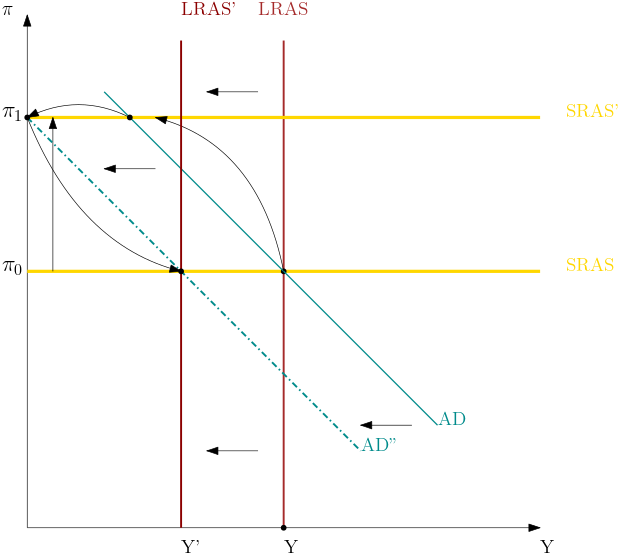 π LRAS' LRAS
π₁ SRAS'
π₀ SRAS
AD
AD"
Y' Y Y